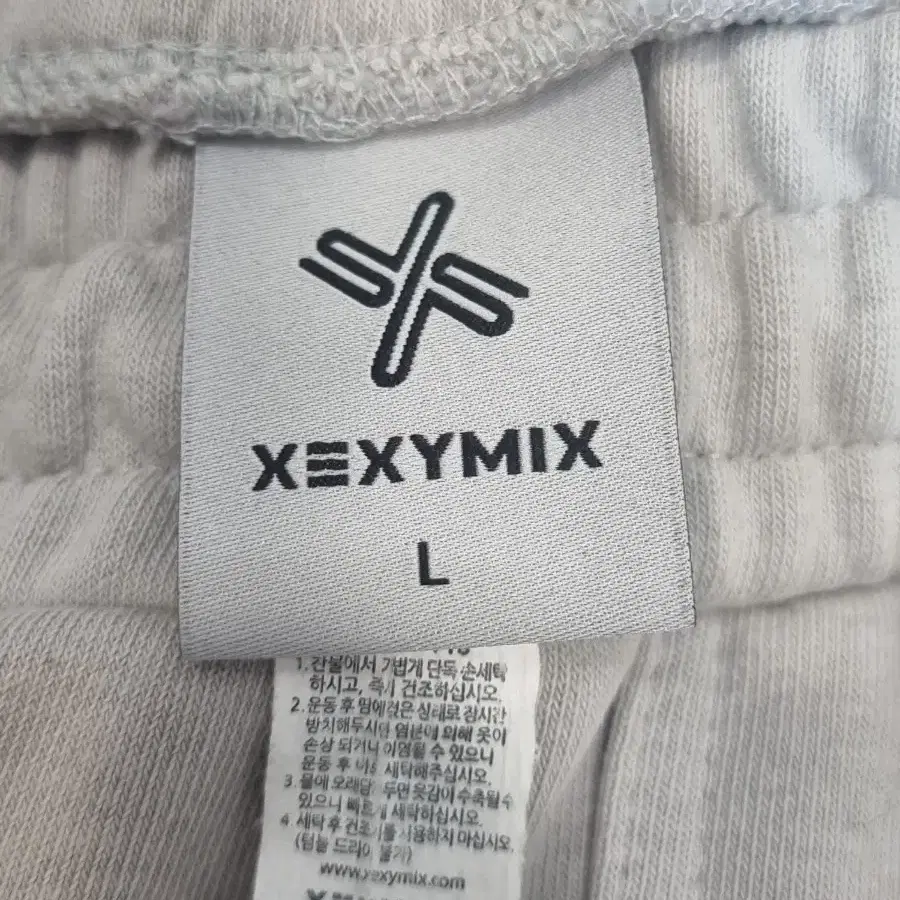 XEXYMIX
L
1. 찬물에서 가볍게 단독 손세탁
하시고, 즉시 건조하십시오.
2. 운동 후 땀에 젖은 상태로 장시간
방치해두시면 염분에 의해 옷이
손상 되거나 이염될 수 있으니
운동 후 바로 세탁해주십시오.
3. 물에 오래담 두면 옷감이 수축될 수
있으니 빠르게 세탁하십시오.
4. 세탁 후 건조기를 사용하지 마십시오.
(텀블 드라이 불가)
www.xexymix.com